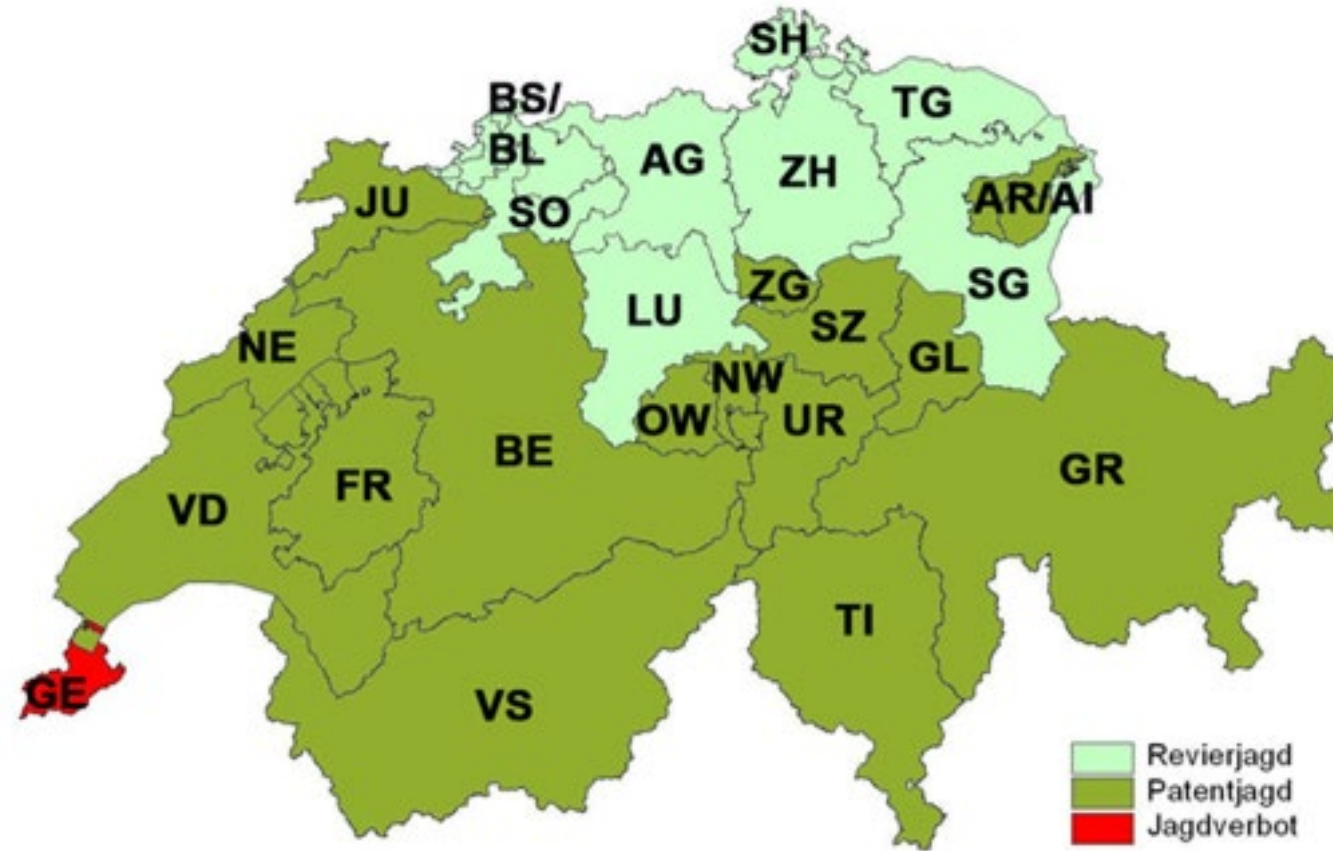 SH
BS/
TG
BL
AG
ZH
JU
SO
AR/AI
ZG
SG
LU
SZ
NE
GL
NW
OW
UR
BE
GR
FR
VD
TI
GE
VS
Revierjagd
Patentjagd
Jagdverbot